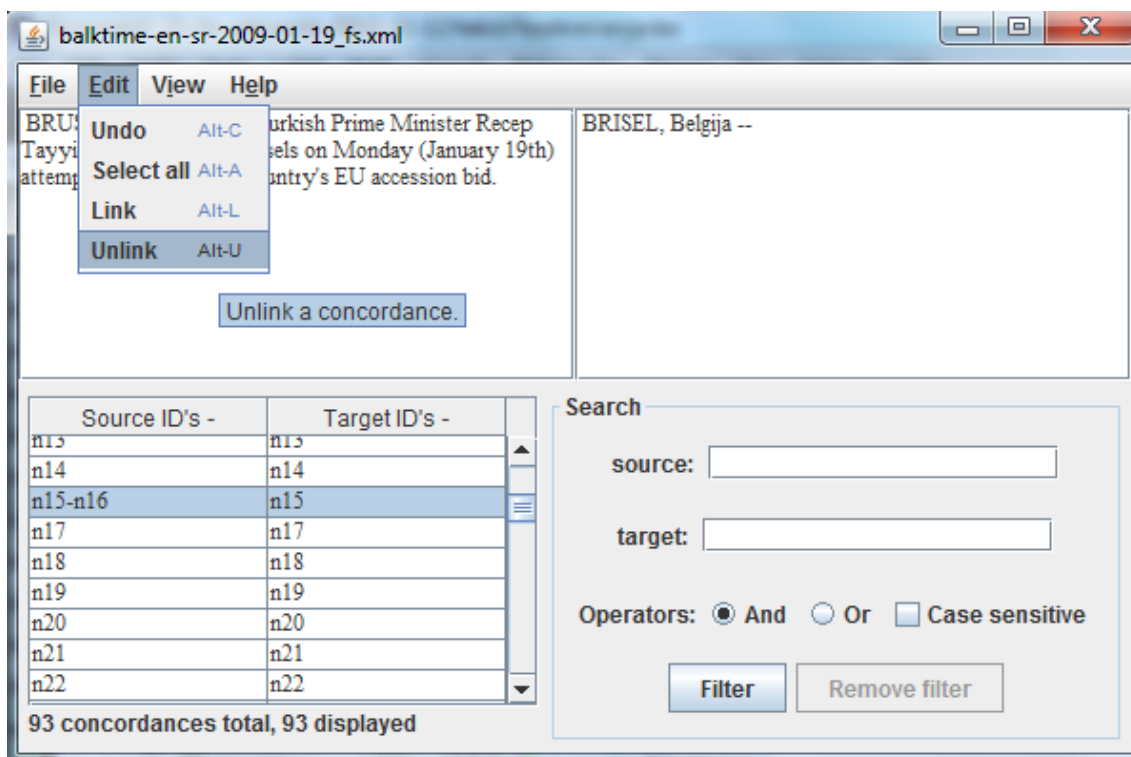 balktime-en-sr-2009-01-19_fs.xml
File Edit View Help
Undo Alt-C
Select all Alt-A
Link Alt-L
Unlink Alt-U
Unlink a concordance.
Turkish Prime Minister Recep
on Monday (January 19th)
EU accession bid.
BRISEL, Belgija --
Source ID's - Target ID's -
n13 n13
n14 n14
n15-n16 n15
n17 n17
n18 n18
n19 n19
n20 n20
n21 n21
n22 n22
93 concordances total, 93 displayed
Search
source:
target:
Operators: And Or Case sensitive
Filter Remove filter